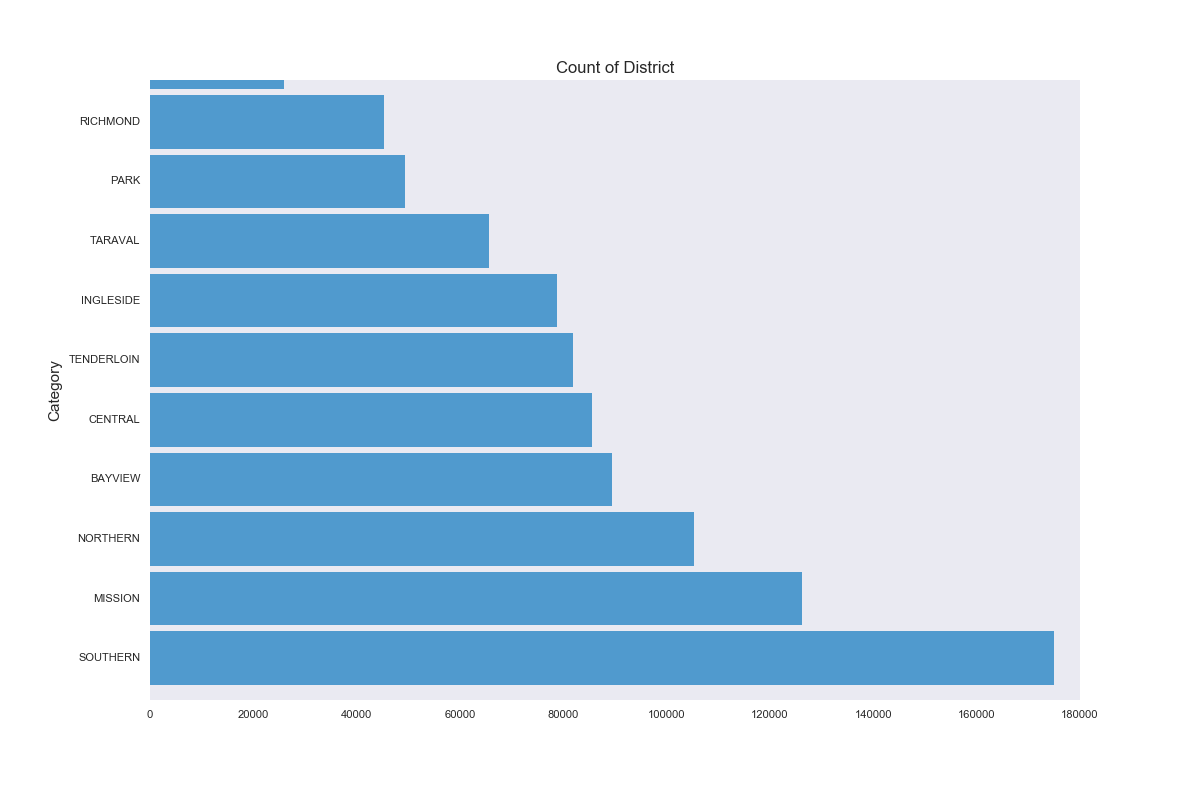 Count of District
RICHMOND
PARK
TARAVAL
INGLESIDE
TENDERLOIN
CENTRAL
BAYVIEW
NORTHERN
MISSION
SOUTHERN
Category
0 20000 40000 60000 80000 100000 120000 140000 160000 180000